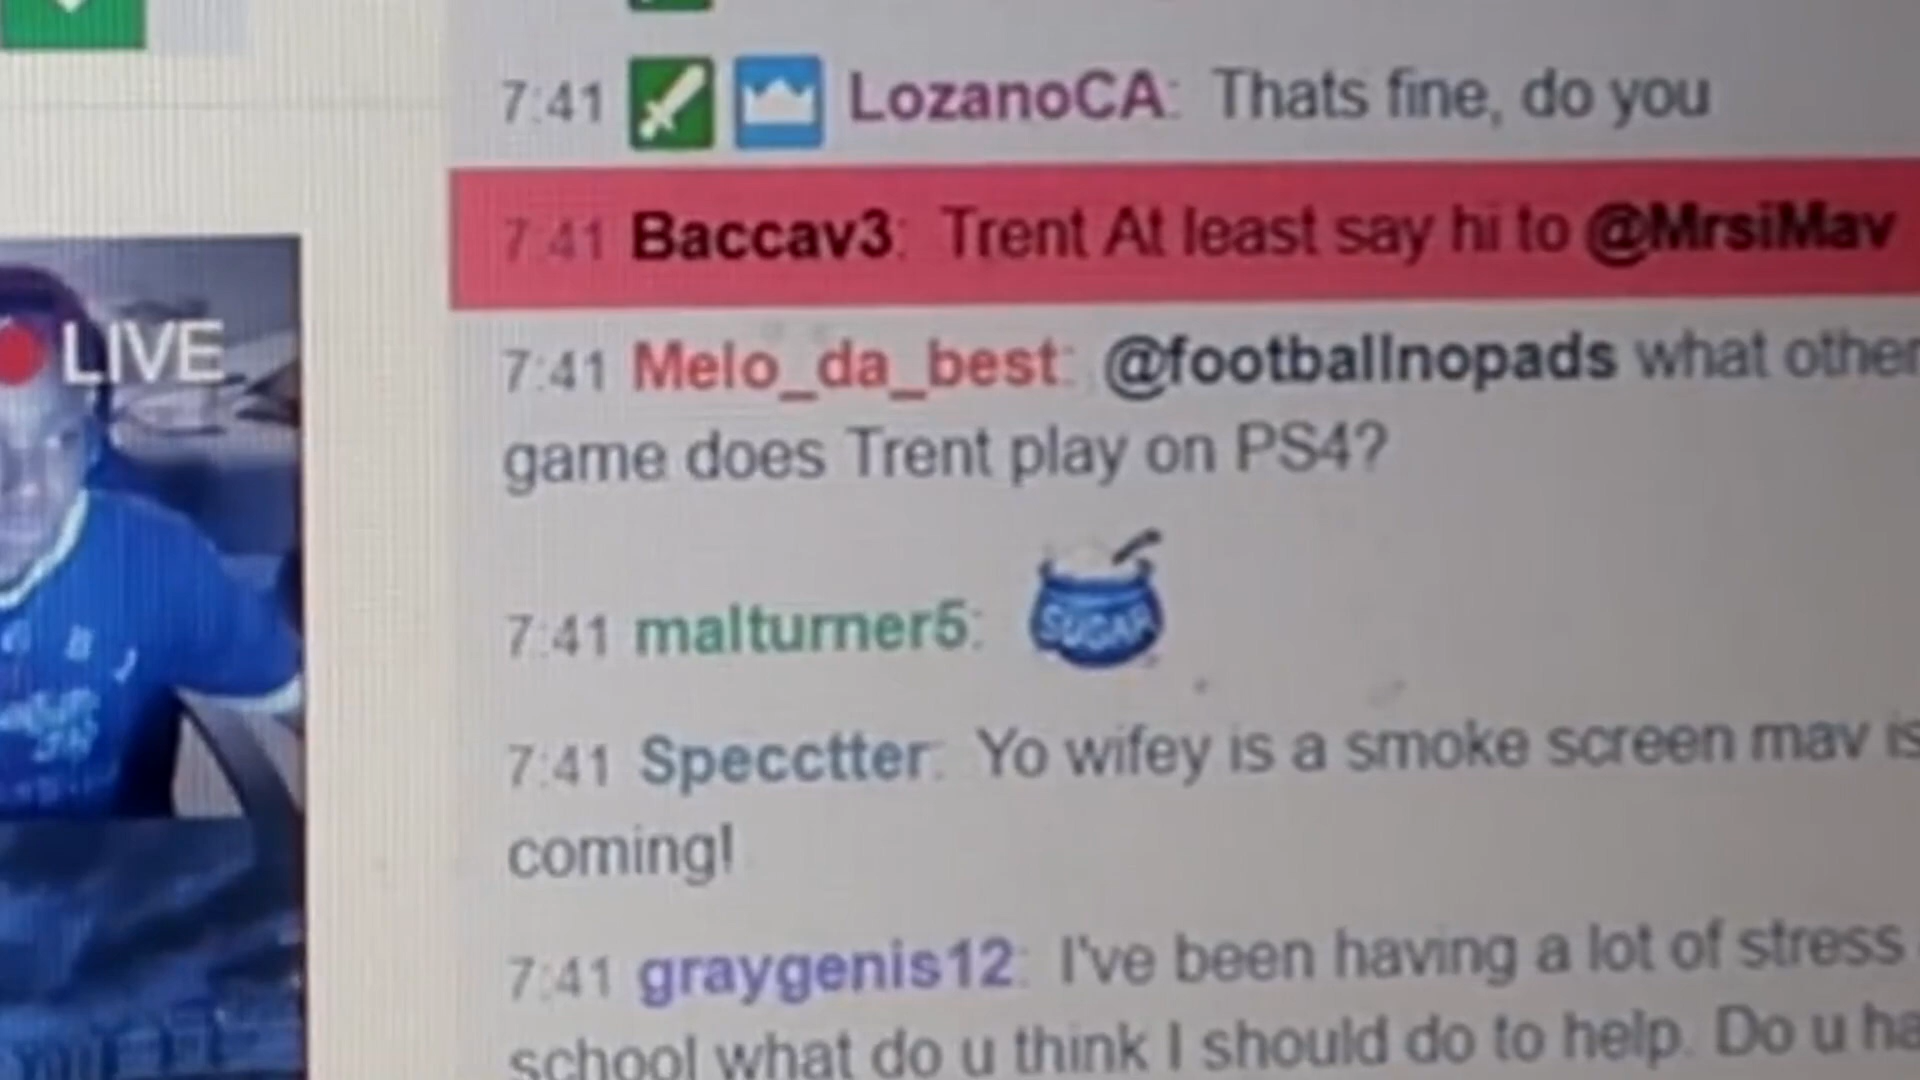 7:41 LozanoCA: Thats fine, do you
7:41 Baccav3: Trent At least say hi to @MrsiMav
LIVE
7:41 Melo_da_best: @footballnopads what other
game does Trent play on PS4?
7:41 malturner5: SUGAR
7:41 Specctter: Yo wifey is a smoke screen mav is
coming!
7:41 graygenis12: I've been having a lot of stress
school what do u think I should do to help. Do u ha